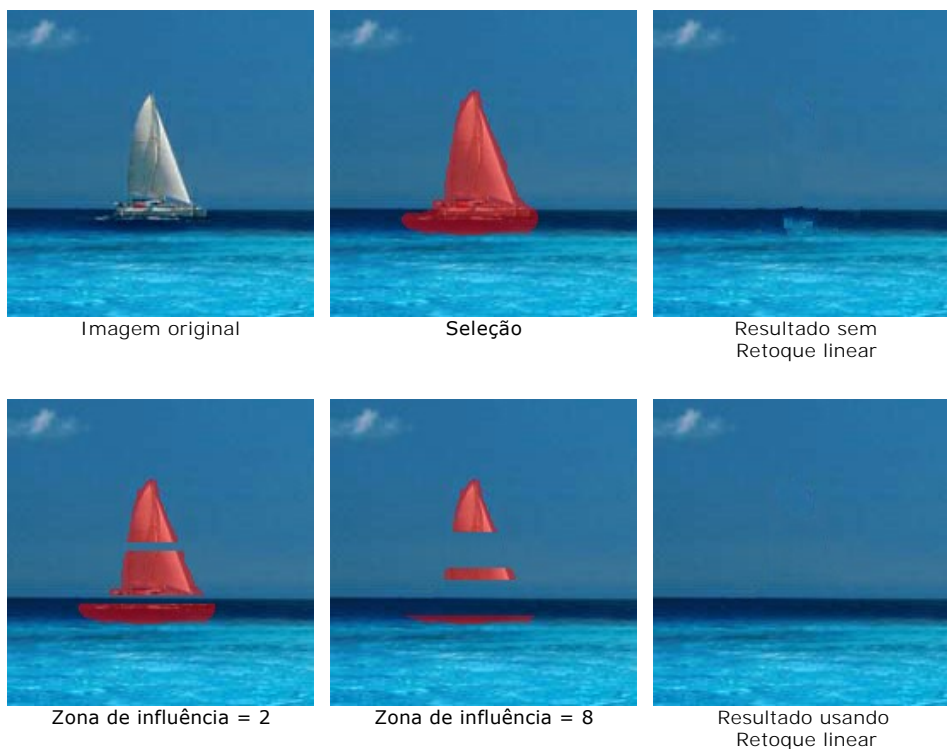 Imagem original
Seleção
Resultado sem
Retoque linear
Zona de influência = 2
Zona de influência = 8
Resultado usando
Retoque linear